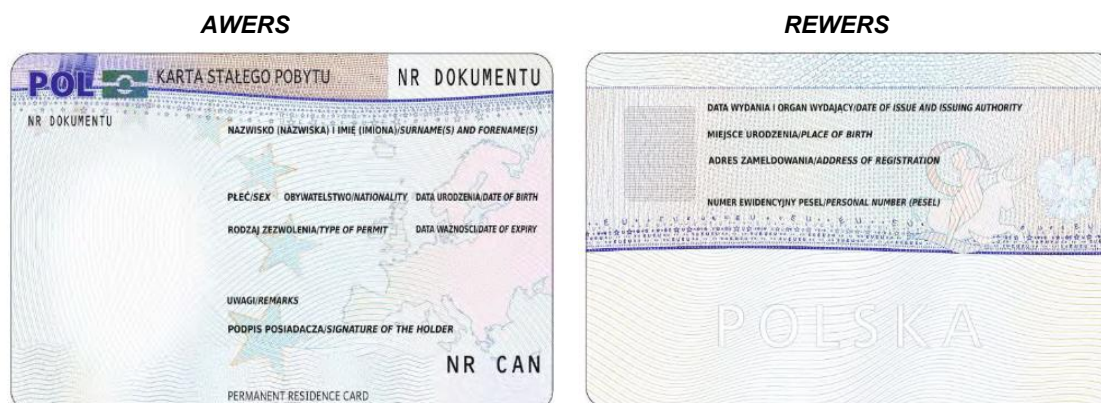 AWERS
REWERS
POL KARTA STAŁEGO POBYTU NR DOKUMENTU
NR DOKUMENTU
NAZWISKO (NAZWISKA) I IMIĘ (IMIONA)/SURNAME(S) AND FORENAME(S)
PŁEĆ/SEX OBYWATELSTWO/NATIONALITY DATA URODZENIA/DATE OF BIRTH
RODZAJ ZEZWOLENIA/TYPE OF PERMIT DATA WAŻNOŚCI/DATE OF EXPIRY
UWAGI/REMARKS
PODPIS POSIADACZA/SIGNATURE OF THE HOLDER
NR CAN
PERMANENT RESIDENCE CARD
DATA WYDANIA I ORGAN WYDAJĄCY/DATE OF ISSUE AND ISSUING AUTHORITY
MIEJSCE URODZENIA/PLACE OF BIRTH
ADRES ZAMELDOWANIA/ADDRESS OF REGISTRATION
NUMER EWIDENCYJNY PESEL/PERSONAL NUMBER (PESEL)
POLSKA